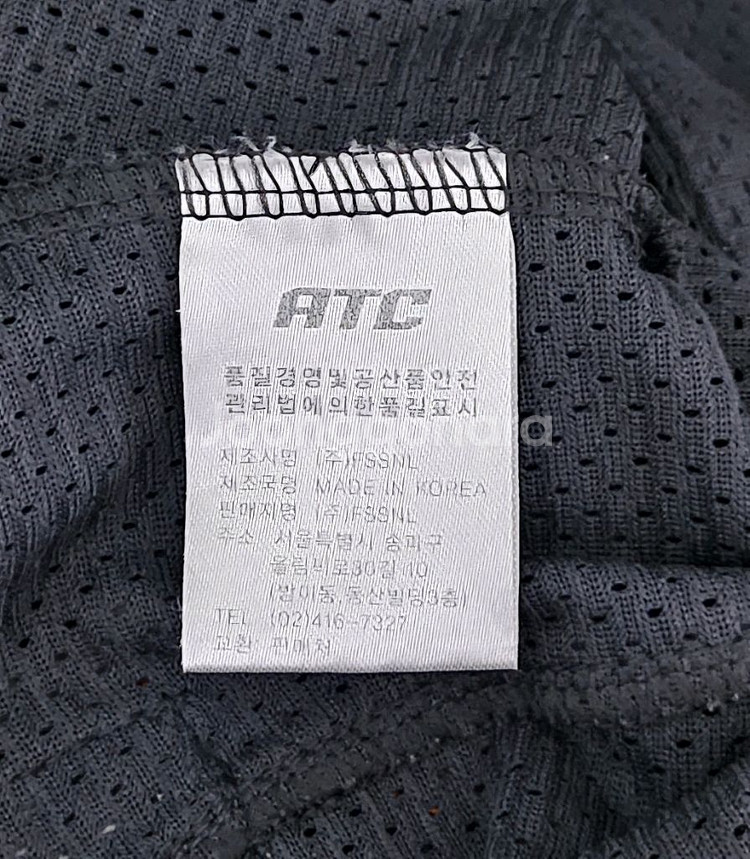 ATC
품질경영및공산품안전
관리법에의한품질표시
제조사명 (주)FSSNL
제조국명 MADE IN KOREA
판매자명 (주)FSSNL
주소 서울특별시 송파구
올림픽로30길 10
(방이동,동산빌딩3층)
TEL (02)416-7327
교환 판매처